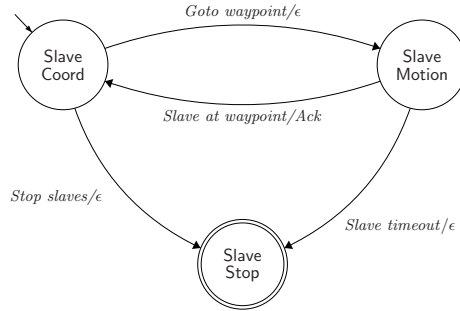 Goto waypoint/ϵ
Slave
Coord
Slave
Motion
Slave at waypoint/Ack
Stop slaves/ϵ
Slave timeout/ϵ
Slave
Stop